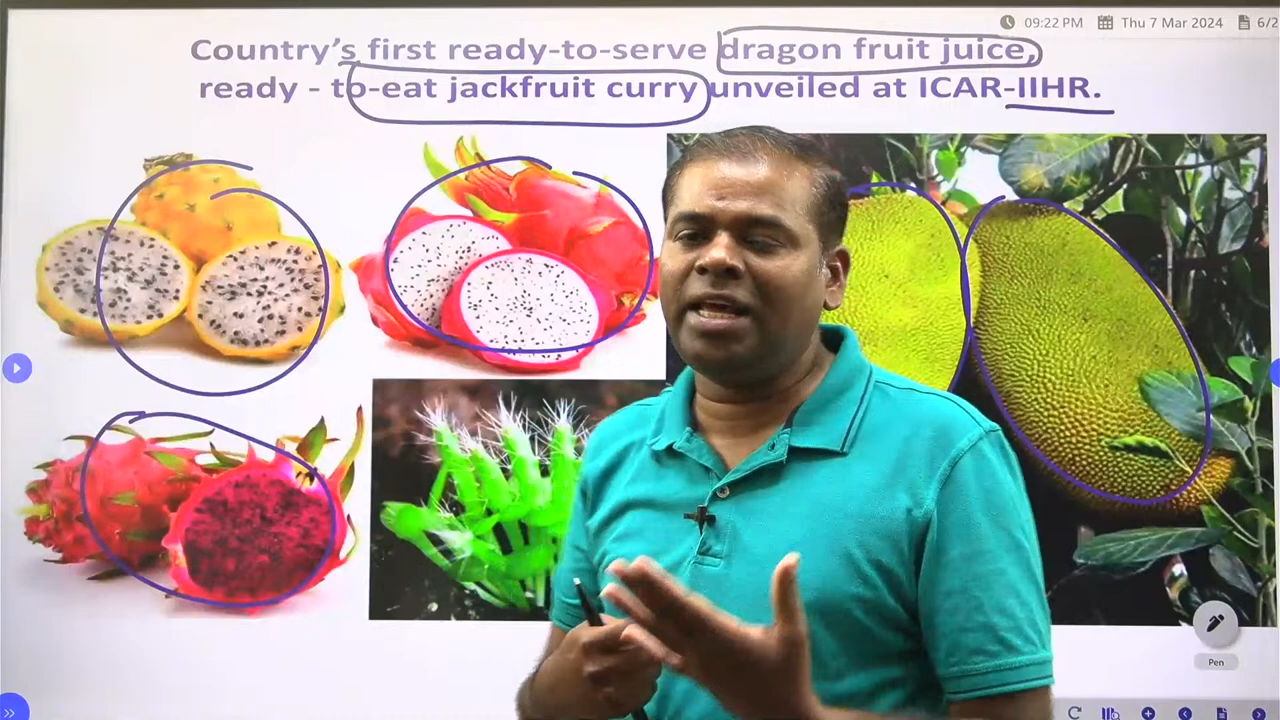 09:22 PM Thu 7 Mar 2024 6/2
Country's first ready-to-serve dragon fruit juice,
ready - to-eat jackfruit curry unveiled at ICAR-IIHR.
Pen